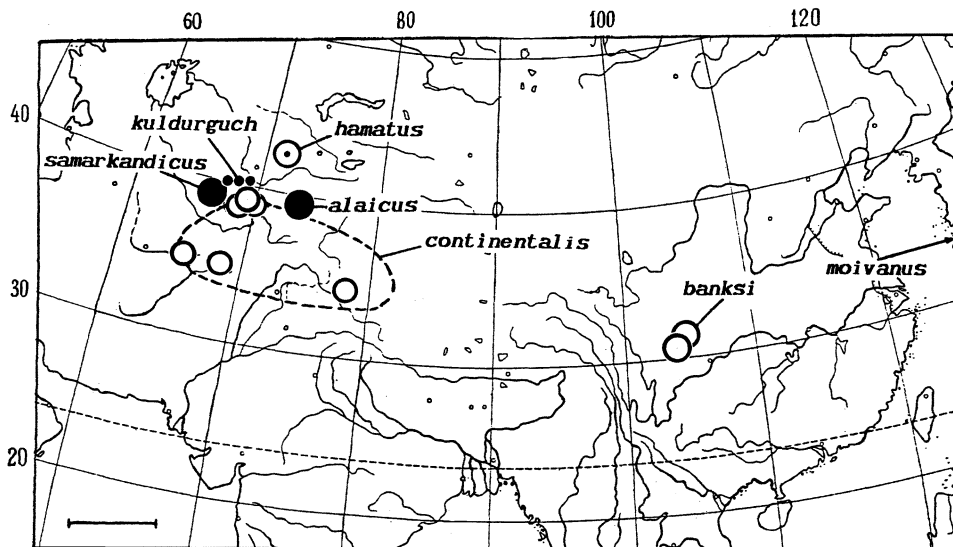 60 80 100 120
40
kuldurguch
hamatus
samarkandicus
alaicus
continentalis
moivanus
30
banksi
20